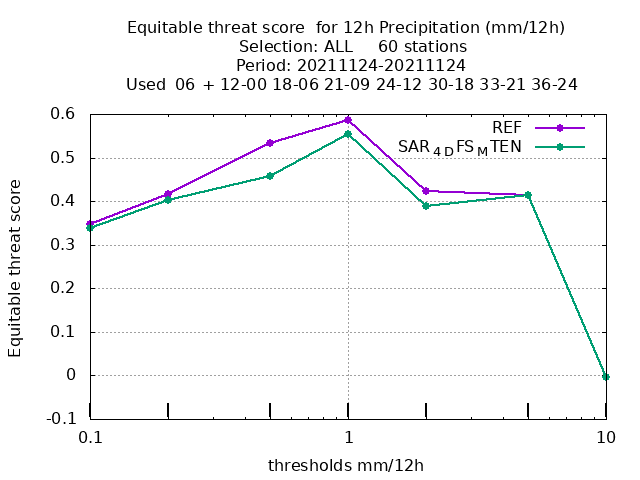 Equitable threat score  for 12h Precipitation (mm/12h)
Selection: ALL     60 stations
Period: 20211124-20211124
Used  06 + 12-00 18-06 21-09 24-12 30-18 33-21 36-24
REF
SAR4DFSMTEN
0.6
0.5
0.4
0.3
0.2
0.1
0
-0.1
Equitable threat score
0.1 1 10
thresholds mm/12h